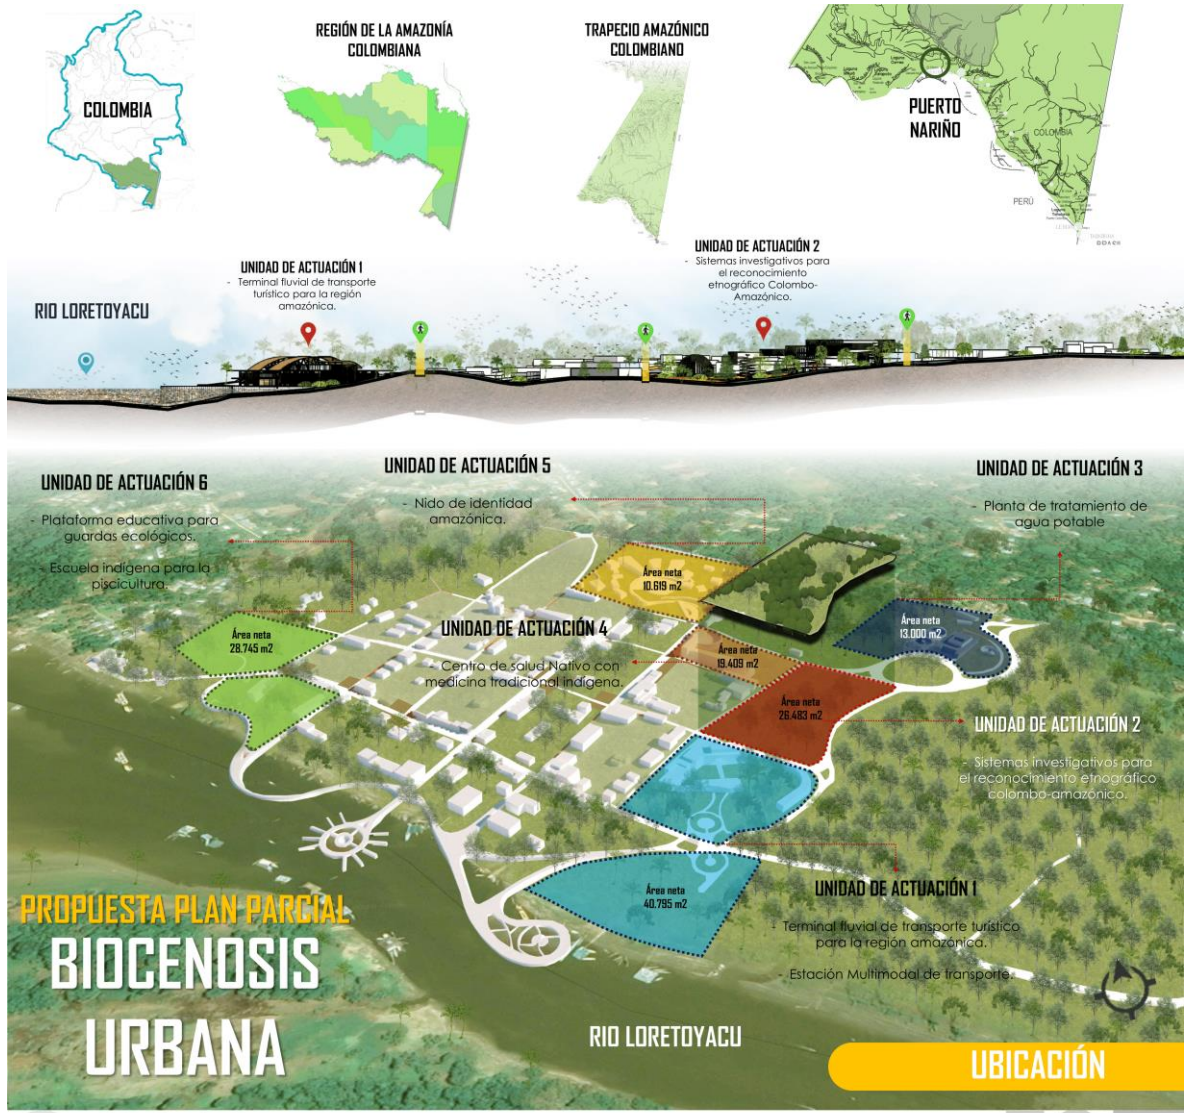 COLOMBIA
REGIÓN DE LA AMAZONÍA
COLOMBIANA
TRAPECIO AMAZÓNICO
COLOMBIANO
PUERTO
NARIÑO
COLOMBIA
PERÚ
RIO LORETOYACU
UNIDAD DE ACTUACIÓN 1
- Terminal fluvial de transporte
turístico para la región
amazónica.
UNIDAD DE ACTUACIÓN 2
- Sistemas investigativos para
el reconocimiento
etnográfico Colombo-
Amazónico.
UNIDAD DE ACTUACIÓN 6
- Plataforma educativa para
guardas ecológicos.
- Escuela indígena para la
piscicultura.
UNIDAD DE ACTUACIÓN 5
- Nido de identidad
amazónica.
UNIDAD DE ACTUACIÓN 3
- Planta de tratamiento de
agua potable
Área neta
10.619 m2
Área neta
13.000 m2
Área neta
28.745 m2
UNIDAD DE ACTUACIÓN 4
- Centro de salud Nativo con
medicina tradicional indígena.
Área neta
19.409 m2
Área neta
26.483 m2
UNIDAD DE ACTUACIÓN 2
- Sistemas investigativos para
el reconocimiento etnográfico
colombo-amazónico.
Área neta
40.795 m2
UNIDAD DE ACTUACIÓN 1
- Terminal fluvial de transporte turístico
para la región amazónica.
- Estación Multimodal de transporte.
PROPUESTA PLAN PARCIAL
BIOCENOSIS
URBANA
RIO LORETOYACU
UBICACIÓN